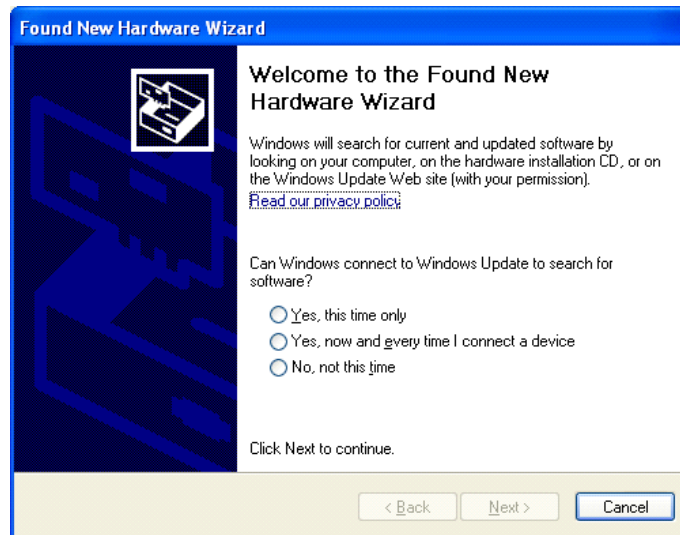 Found New Hardware Wizard
Welcome to the Found New
Hardware Wizard
Windows will search for current and updated software by
looking on your computer, on the hardware installation CD, or on
the Windows Update Web site (with your permission).
Read our privacy policy
Can Windows connect to Windows Update to search for
software?
Yes, this time only
Yes, now and every time I connect a device
No, not this time
Click Next to continue.
< Back Next > Cancel